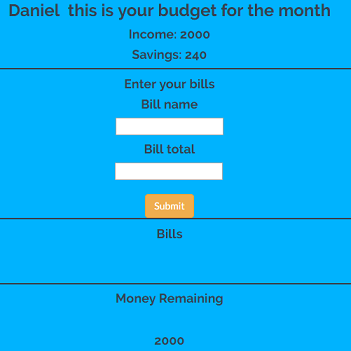 Daniel this is your budget for the month
Income: 2000
Savings: 240
Enter your bills
Bill name
Bill total
Submit
Bills
Money Remaining
2000